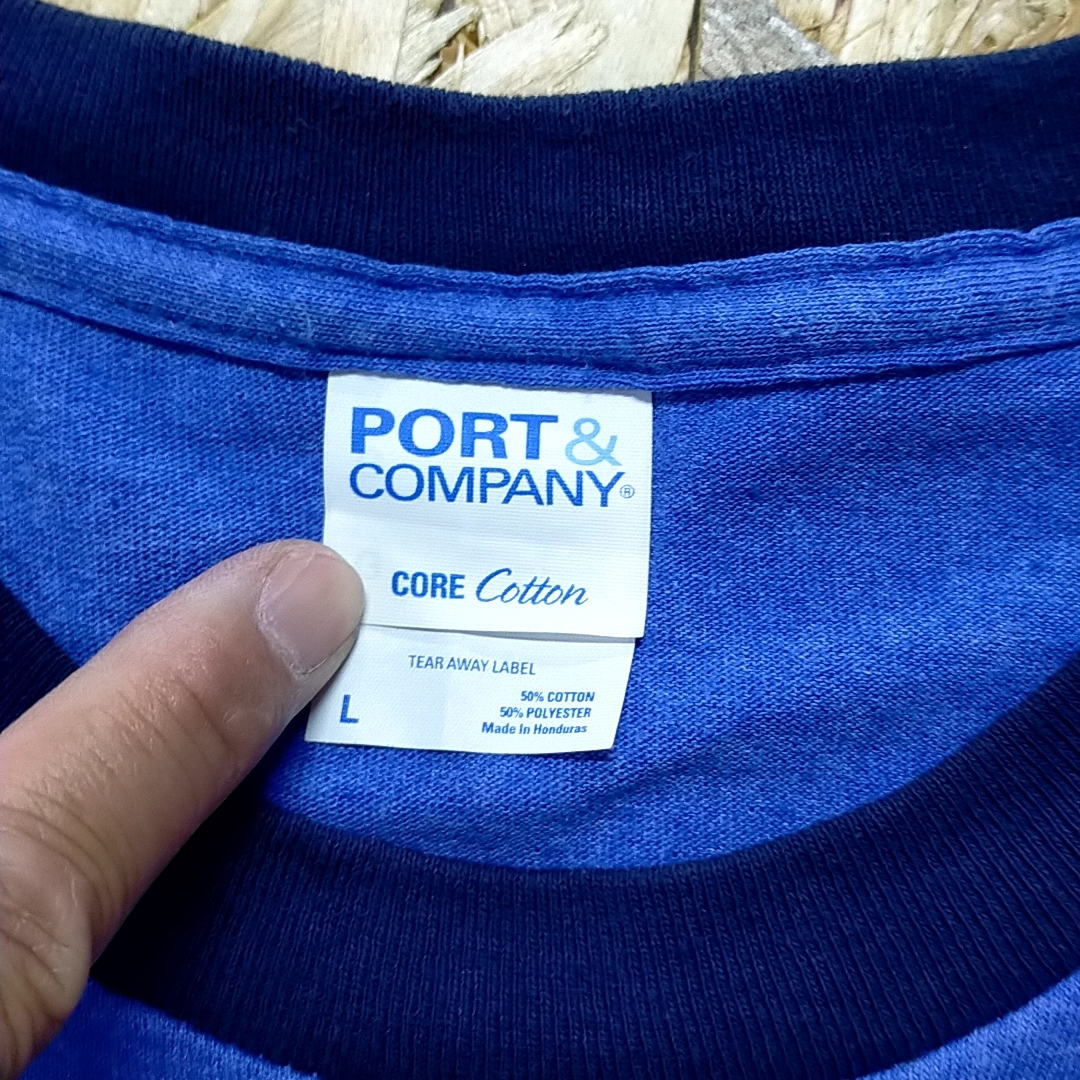 PORT &
COMPANY®
CORE Cotton
TEAR AWAY LABEL
L
50% COTTON
50% POLYESTER
Made In Honduras